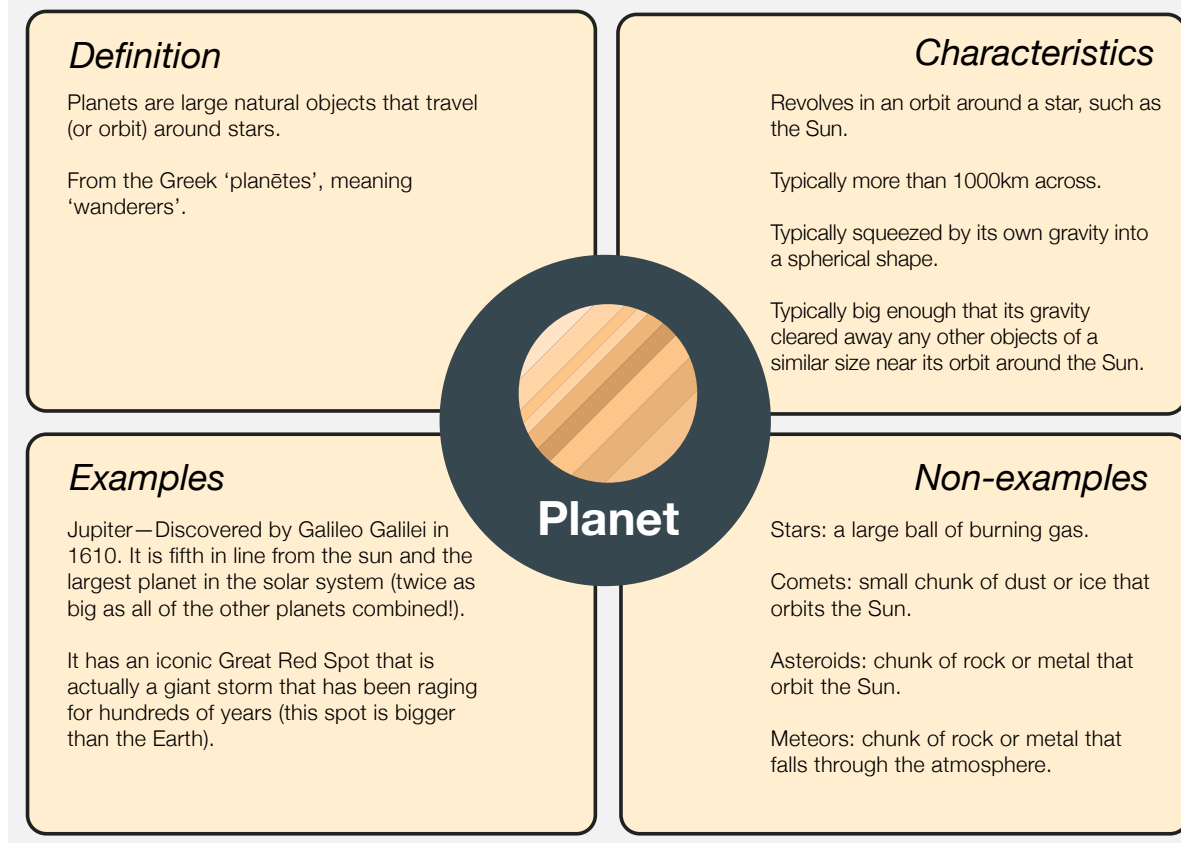 Definition
Planets are large natural objects that travel
(or orbit) around stars.
From the Greek ‘planētes’, meaning
‘wanderers’.
Characteristics
Revolves in an orbit around a star, such as
the Sun.
Typically more than 1000km across.
Typically squeezed by its own gravity into
a spherical shape.
Typically big enough that its gravity
cleared away any other objects of a
similar size near its orbit around the Sun.
Planet
Examples
Jupiter—Discovered by Galileo Galilei in
1610. It is fifth in line from the sun and the
largest planet in the solar system (twice as
big as all of the other planets combined!).
It has an iconic Great Red Spot that is
actually a giant storm that has been raging
for hundreds of years (this spot is bigger
than the Earth).
Non-examples
Stars: a large ball of burning gas.
Comets: small chunk of dust or ice that
orbits the Sun.
Asteroids: chunk of rock or metal that
orbit the Sun.
Meteors: chunk of rock or metal that
falls through the atmosphere.